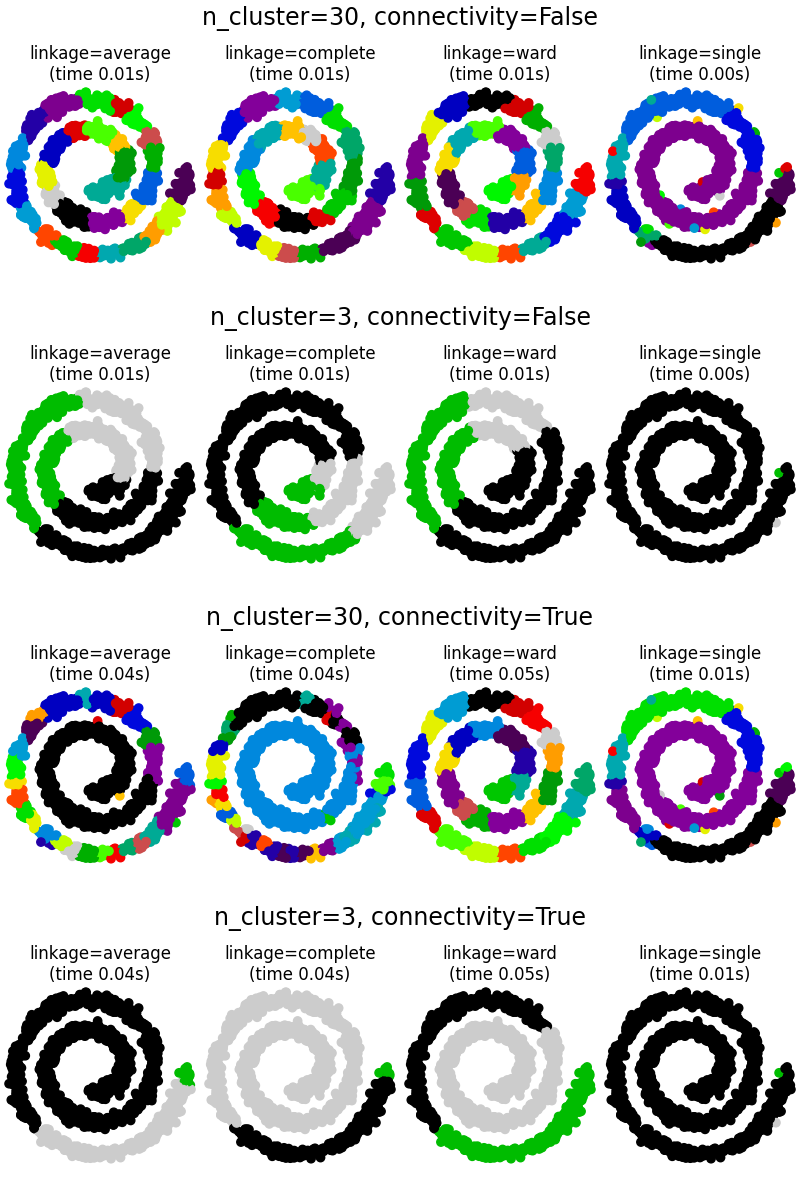 n_cluster=30, connectivity=False
linkage=average
(time 0.01s)
linkage=complete
(time 0.01s)
linkage=ward
(time 0.01s)
linkage=single
(time 0.00s)
n_cluster=3, connectivity=False
linkage=average
(time 0.01s)
linkage=complete
(time 0.01s)
linkage=ward
(time 0.01s)
linkage=single
(time 0.00s)
n_cluster=30, connectivity=True
linkage=average
(time 0.04s)
linkage=complete
(time 0.04s)
linkage=ward
(time 0.05s)
linkage=single
(time 0.01s)
n_cluster=3, connectivity=True
linkage=average
(time 0.04s)
linkage=complete
(time 0.04s)
linkage=ward
(time 0.05s)
linkage=single
(time 0.01s)